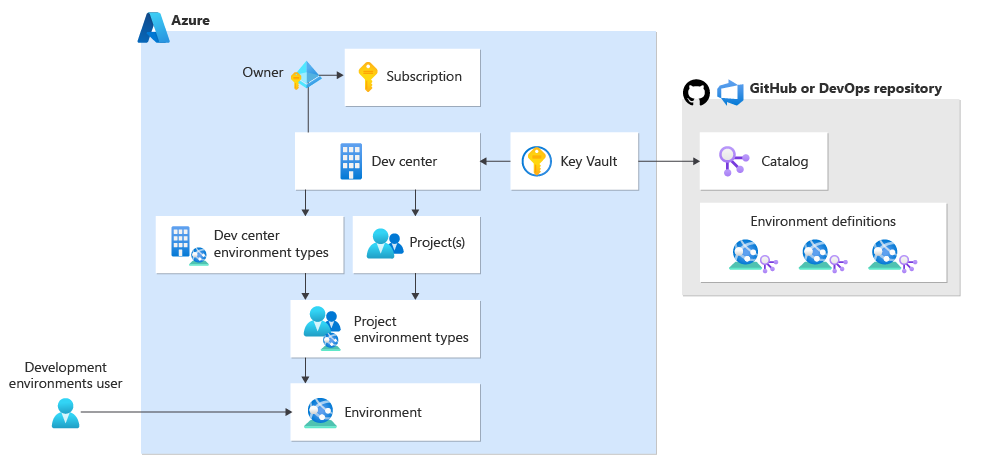 Azure
Owner
Subscription
GitHub or DevOps repository
Dev center
Key Vault
Catalog
Dev center
environment types
Project(s)
Environment definitions
Project
environment types
Development
environments user
Environment